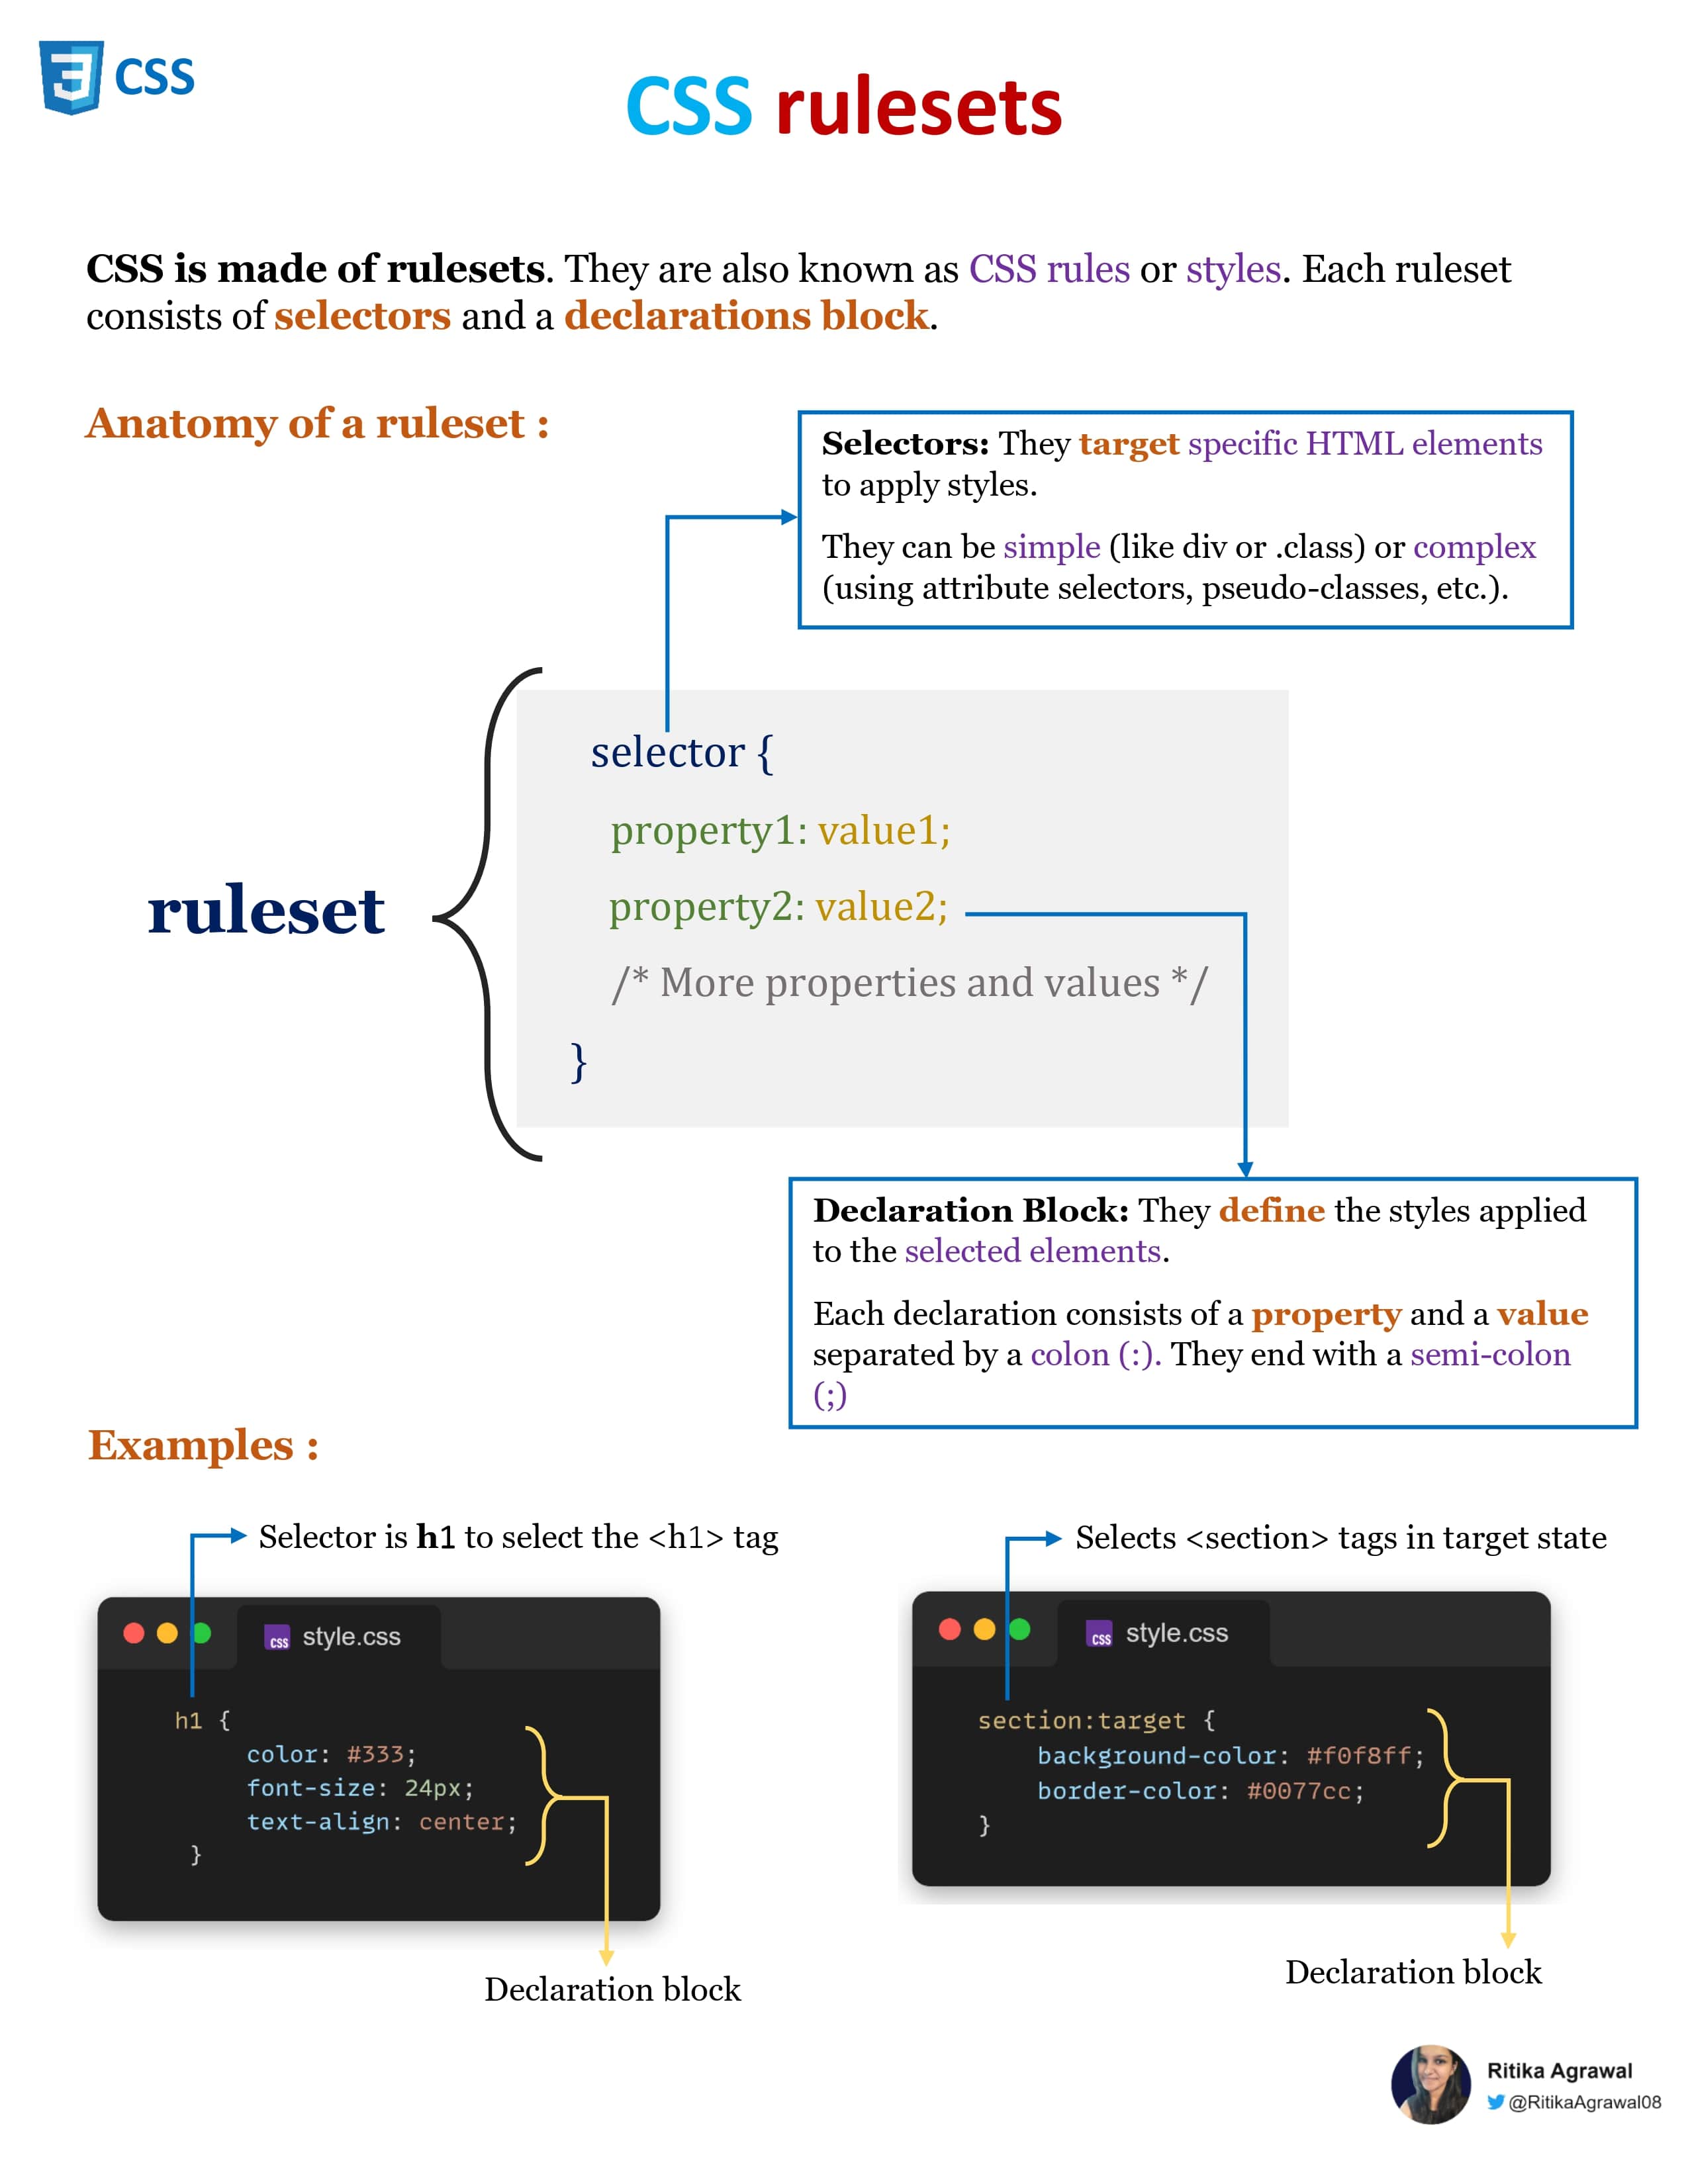 CSS
CSS rulesets
CSS is made of rulesets. They are also known as CSS rules or styles. Each ruleset
consists of selectors and a declarations block.
Anatomy of a ruleset :
Selectors: They target specific HTML elements
to apply styles.
They can be simple (like div or .class) or complex
(using attribute selectors, pseudo-classes, etc.).
ruleset
selector {
property1: value1;
property2: value2;
/* More properties and values */
}
Declaration Block: They define the styles applied
to the selected elements.
Each declaration consists of a property and a value
separated by a colon (:). They end with a semi-colon
(;)
Examples :
Selector is h1 to select the <h1> tag
css style.css
h1 {
color: #333;
font-size: 24px;
text-align: center;
}
Declaration block
Selects <section> tags in target state
css style.css
section:target {
background-color: #f0f8ff;
border-color: #0077cc;
}
Declaration block
Ritika Agrawal
@RitikaAgrawal08